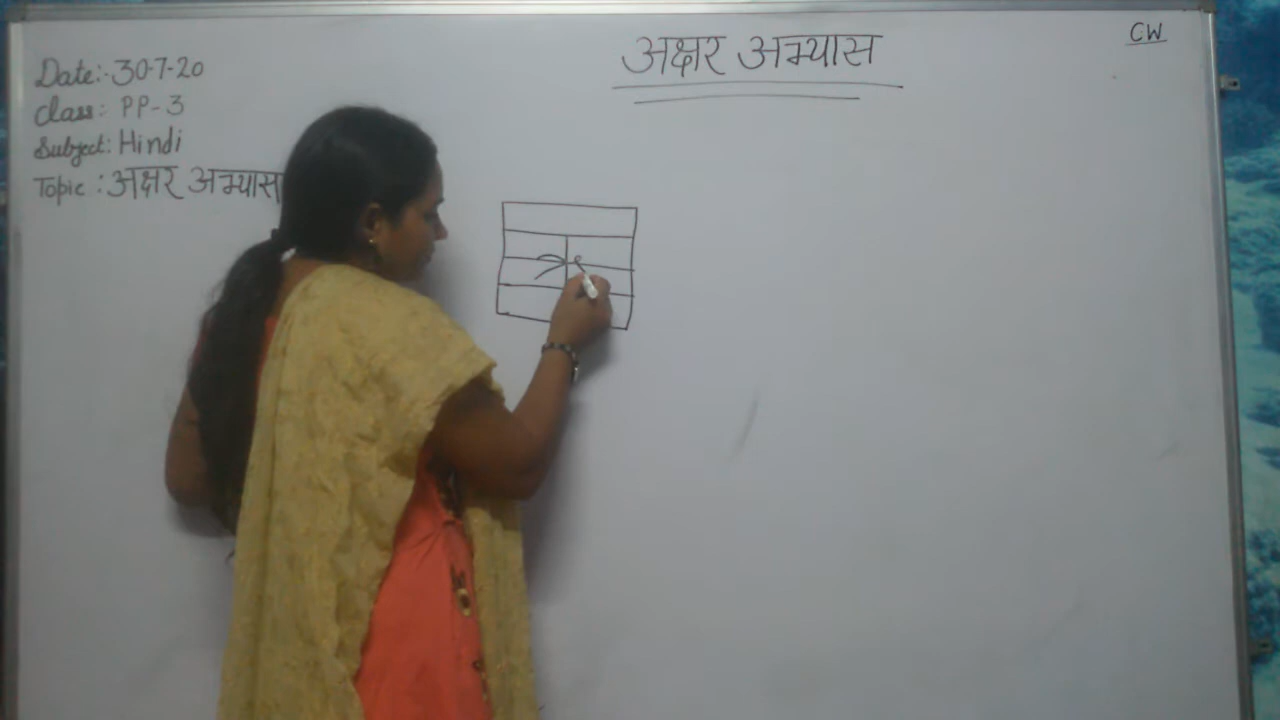 Date:- 30-7-20
Class: PP-3
Subject: Hindi
Topic: अक्षर अभ्यास
अक्षर अभ्यास
CW